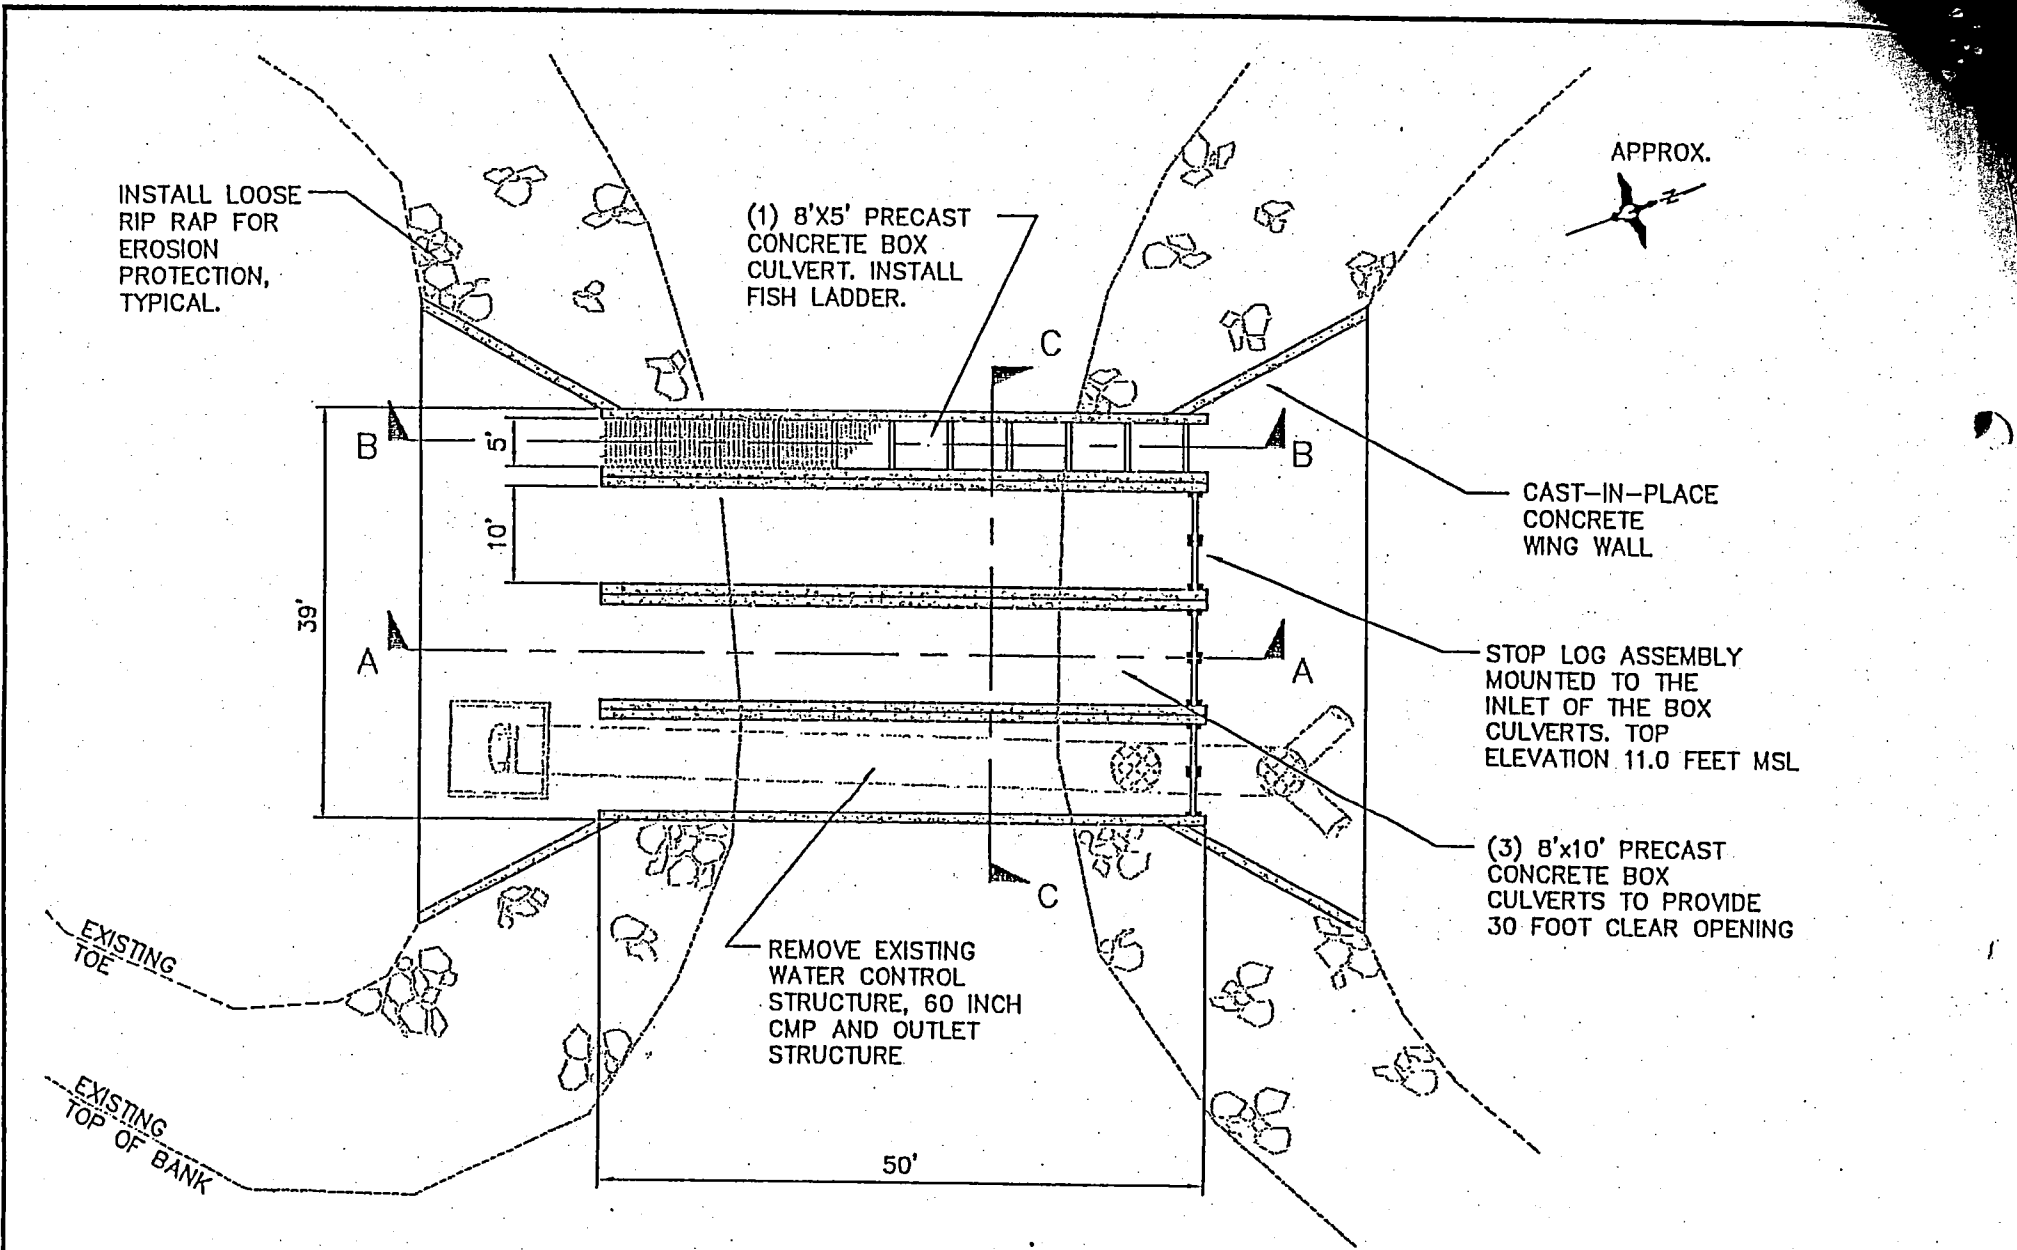 APPROX.
N
INSTALL LOOSE
RIP RAP FOR
EROSION
PROTECTION,
TYPICAL.
(1) 8'X5' PRECAST
CONCRETE BOX
CULVERT. INSTALL
FISH LADDER.
C
B
5'
B
10'
39'
CAST-IN-PLACE
CONCRETE
WING WALL
A
A
STOP LOG ASSEMBLY
MOUNTED TO THE
INLET OF THE BOX
CULVERTS. TOP
ELEVATION 11.0 FEET MSL
(3) 8'x10' PRECAST
CONCRETE BOX
CULVERTS TO PROVIDE
30 FOOT CLEAR OPENING
C
REMOVE EXISTING
WATER CONTROL
STRUCTURE, 60 INCH
CMP AND OUTLET
STRUCTURE
EXISTING
TOE
EXISTING
TOP OF BANK
50'